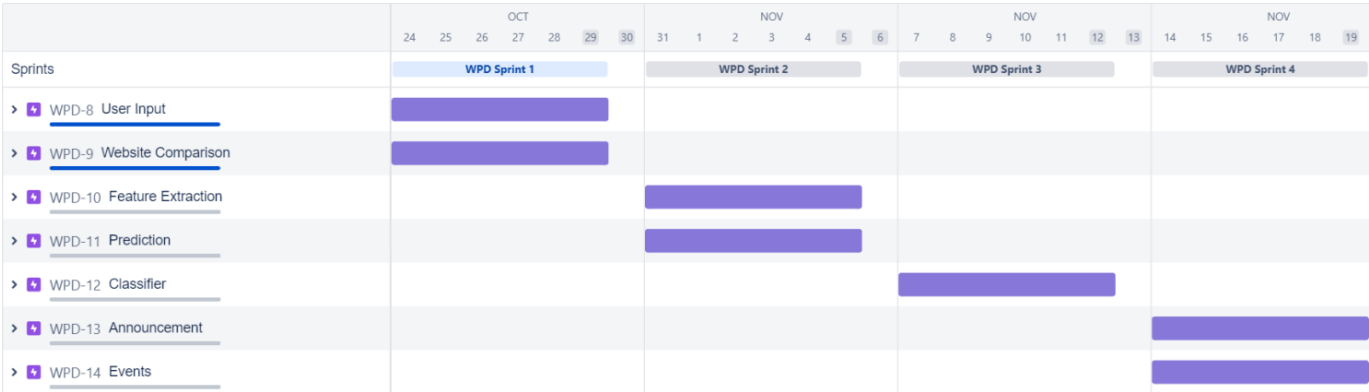 OCT NOV NOV NOV
24 25 26 27 28 29 30 31 1 2 3 4 5 6 7 8 9 10 11 12 13 14 15 16 17 18 19
Sprints WPD Sprint 1 WPD Sprint 2 WPD Sprint 3 WPD Sprint 4
WPD-8 User Input
WPD-9 Website Comparison
WPD-10 Feature Extraction
WPD-11 Prediction
WPD-12 Classifier
WPD-13 Announcement
WPD-14 Events